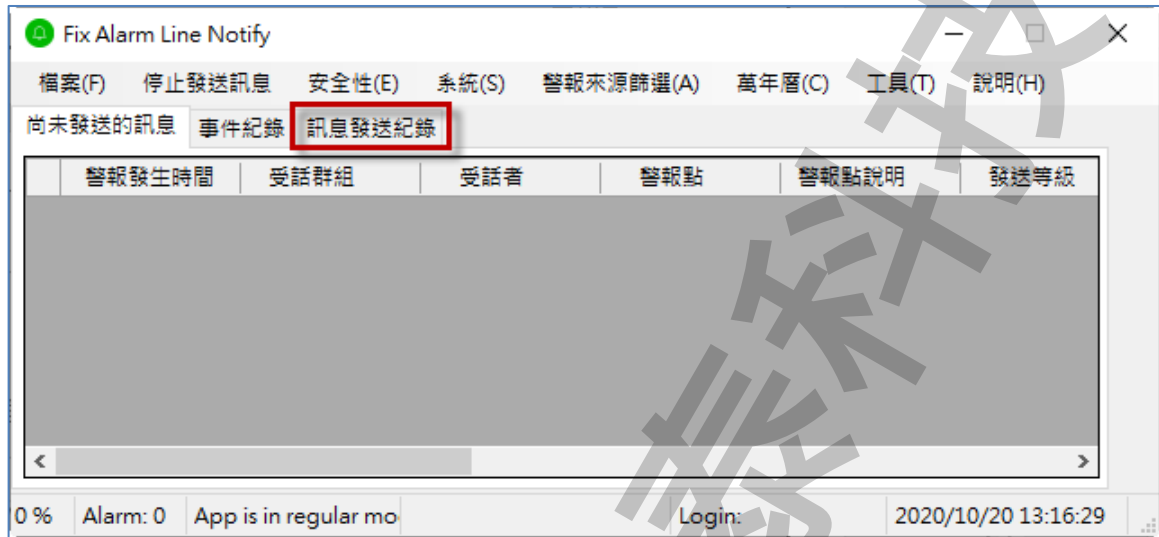 Fix Alarm Line Notify
檔案(F) 停止發送訊息 安全性(E) 系統(S) 警報來源篩選(A) 萬年曆(C) 工具(T) 說明(H)
尚未發送的訊息 事件紀錄 訊息發送紀錄
警報發生時間 受話群組 受話者 警報點 警報點說明 發送等級
0 % Alarm: 0 App is in regular mo Login: 2020/10/20 13:16:29
泰科技